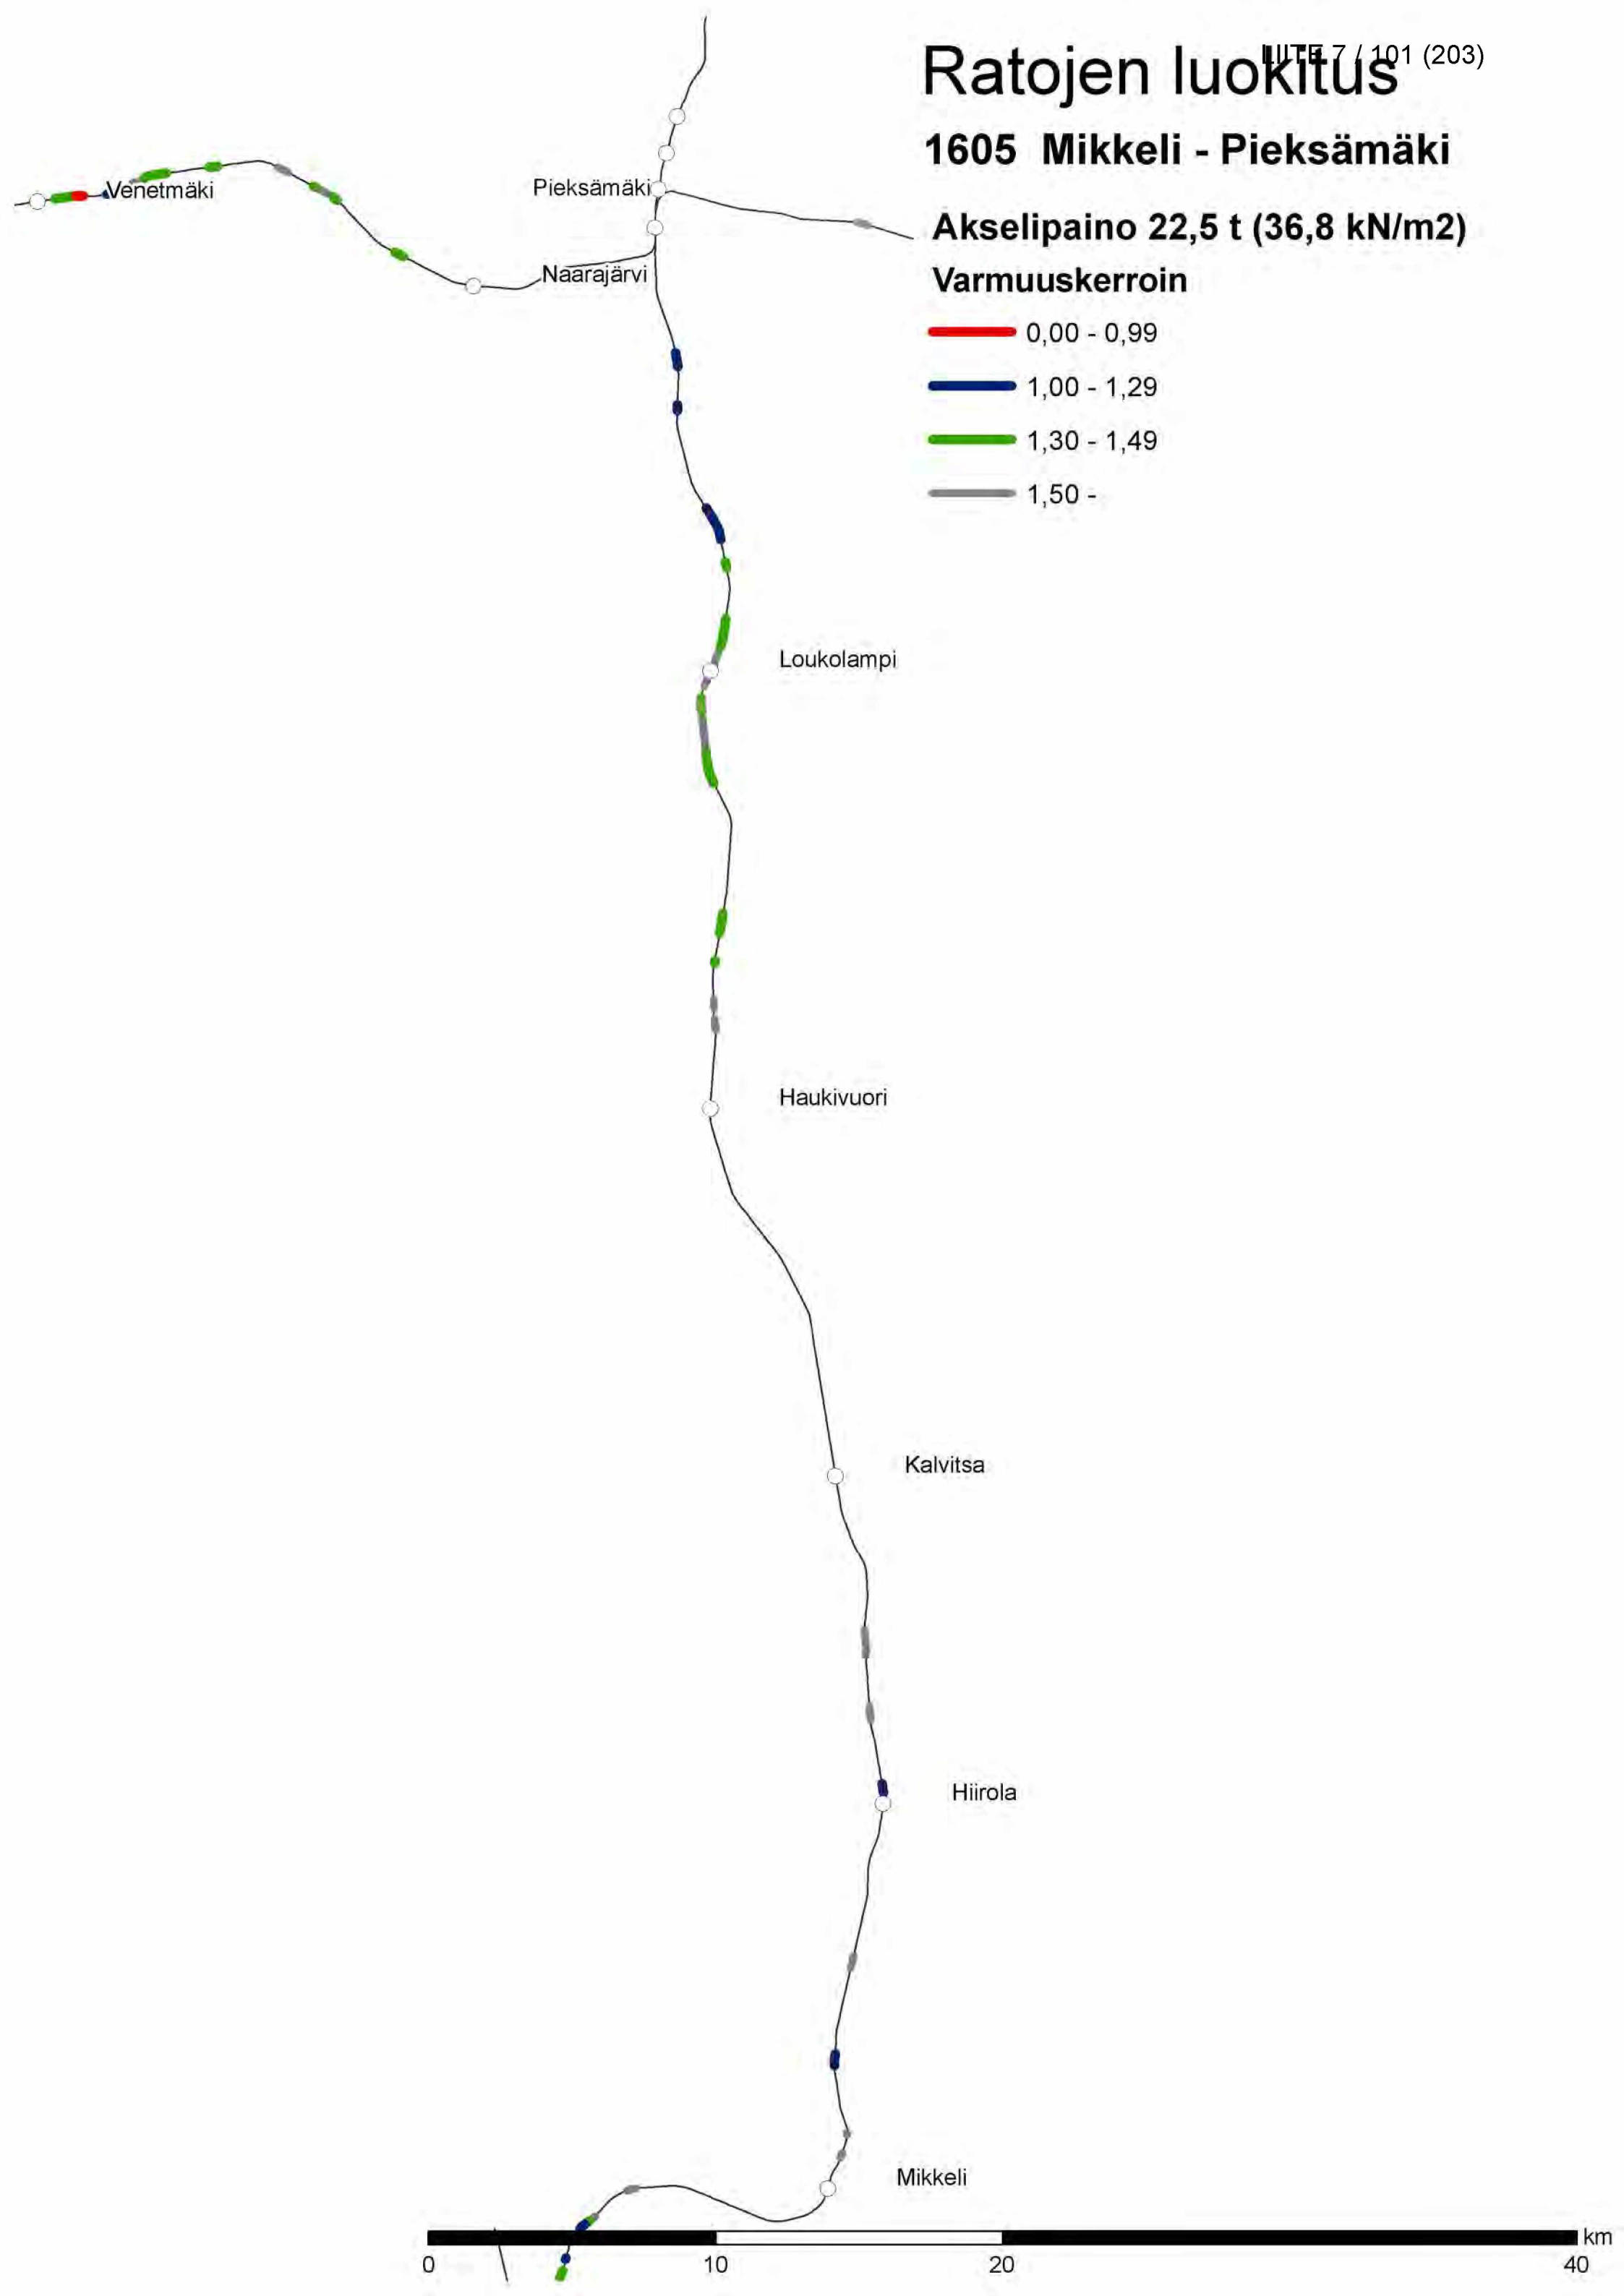 LIITE 7 / 101 (203)
Ratojen luokitus
1605 Mikkeli - Pieksämäki
Akselipaino 22,5 t (36,8 kN/m2)
Varmuuskerroin
0,00 - 0,99
1,00 - 1,29
1,30 - 1,49
1,50 -
Venetmäki
Pieksämäki
Naarajärvi
Loukolampi
Haukivuori
Kalvitsa
Hiirola
Mikkeli
km
0 10 20 40